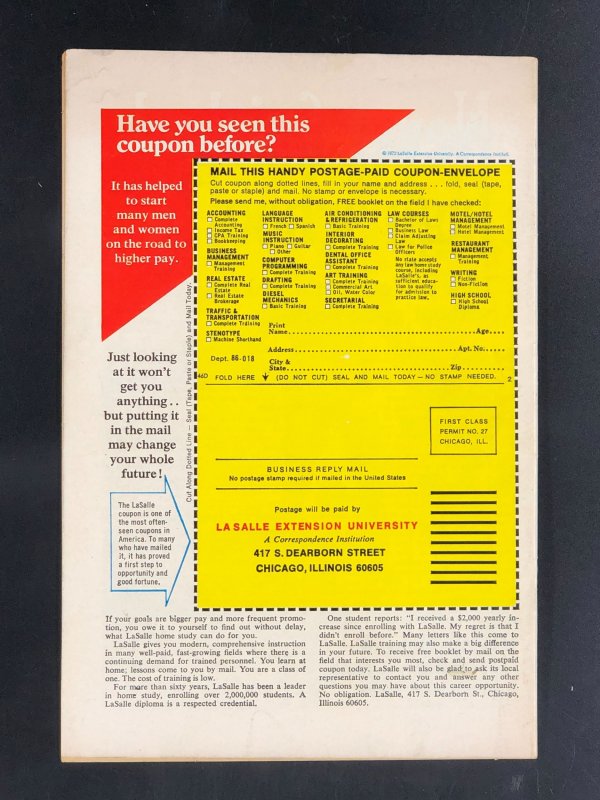 Have you seen this
coupon before?
© 1973 LaSalle Extension University. A Correspondence Institution.
It has helped
to start
many men
and women
on the road to
higher pay.
MAIL THIS HANDY POSTAGE-PAID COUPON-ENVELOPE
Cut coupon along dotted lines, fill in your name and address . . . fold, seal (tape,
paste or staple) and mail. No stamp or envelope is necessary.
Please send me, without obligation, FREE booklet on the field I have checked:
ACCOUNTING
☐ Complete
Accounting
☐ Income Tax
☐ CPA Training
☐ Bookkeeping
BUSINESS
MANAGEMENT
☐ Management
Training
REAL ESTATE
☐ Complete Real
Estate
☐ Real Estate
Brokerage
TRAFFIC &
TRANSPORTATION
☐ Complete Training
STENOTYPE
☐ Machine Shorthand
LANGUAGE
INSTRUCTION
☐ French ☐ Spanish
MUSIC
INSTRUCTION
☐ Piano ☐ Guitar
☐ Other
COMPUTER
PROGRAMMING
☐ Complete Training
DRAFTING
☐ Complete Training
DIESEL
MECHANICS
☐ Basic Training
AIR CONDITIONING
& REFRIGERATION
☐ Basic Training
INTERIOR
DECORATING
☐ Complete Training
DENTAL OFFICE
ASSISTANT
☐ Complete Training
ART TRAINING
☐ Complete Training
☐ Commercial Art
☐ Oil, Water Color
SECRETARIAL
☐ Complete Training
LAW COURSES
☐ Bachelor of Laws
Degree
☐ Business Law
☐ Claim Adjusting
Law
☐ Law for Police
Officers
No state accepts
any law home study
course, including
LaSalle's, as
sufficient educa-
tion to qualify
for admission to
practice law.
MOTEL/HOTEL
MANAGEMENT
☐ Motel Management
☐ Hotel Management
RESTAURANT
MANAGEMENT
☐ Management
Training
WRITING
☐ Fiction
☐ Non-Fiction
HIGH SCHOOL
☐ High School
Diploma
Print
Name Age
Address Apt. No.
Dept. 86-018
City &
State Zip
46D FOLD HERE (DO NOT CUT) SEAL AND MAIL TODAY — NO STAMP NEEDED. 2
Cut Along Dotted Line — Seal (Tape, Paste or Staple) and Mail Today.
Just looking
at it won't
get you
anything . .
but putting it
in the mail
may change
your whole
future!
FIRST CLASS
PERMIT NO. 27
CHICAGO, ILL.
BUSINESS REPLY MAIL
No postage stamp required if mailed in the United States
The LaSalle
coupon is one of
the most often-
seen coupons in
America. To many
who have mailed
it, it has proved
a first step to
opportunity and
good fortune.
Postage will be paid by
LA SALLE EXTENSION UNIVERSITY
A Correspondence Institution
417 S. DEARBORN STREET
CHICAGO, ILLINOIS 60605
If your goals are bigger pay and more frequent promo-
tion, you owe it to yourself to find out without delay,
what LaSalle home study can do for you.
LaSalle gives you modern, comprehensive instruction
in many well-paid, fast-growing fields where there is a
continuing demand for trained personnel. You learn at
home; lessons come to you by mail. You are a class of
one. The cost of training is low.
For more than sixty years, LaSalle has been a leader
in home study, enrolling over 2,000,000 students. A
LaSalle diploma is a respected credential.
One student reports: "I received a $2,000 yearly in-
crease since enrolling with LaSalle. My regret is that I
didn't enroll before." Many letters like this come to
LaSalle. LaSalle training may also make a big difference
in your future. To receive free booklet by mail on the
field that interests you most, check and send postpaid
coupon today. LaSalle will also be glad to ask its local
representative to contact you and answer any other
questions you may have about this career opportunity.
No obligation. LaSalle, 417 S. Dearborn St., Chicago,
Illinois 60605.